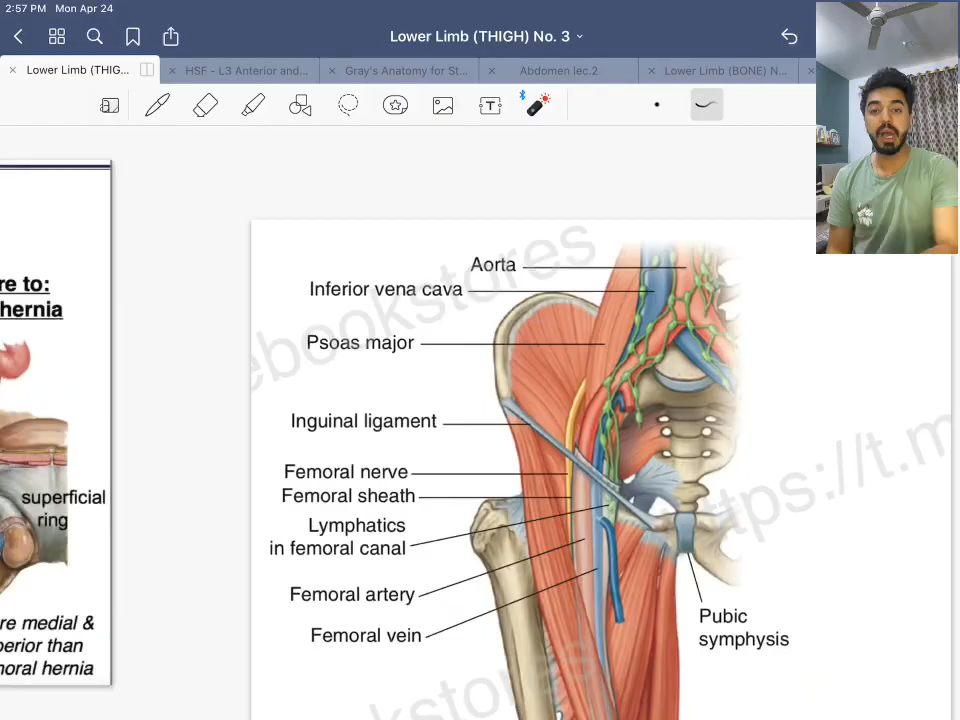 2:57 PM Mon Apr 24
Lower Limb (THIGH) No. 3
Lower Limb (THIG...
HSF - L3 Anterior and...
Gray's Anatomy for St...
Abdomen lec.2
Lower Limb (BONE) N...
T
re to:
hernia
superficial
ring
re medial &
perior than
moral hernia
Aorta
Inferior vena cava
Psoas major
Inguinal ligament
Femoral nerve
Femoral sheath
Lymphatics
in femoral canal
Femoral artery
Femoral vein
Pubic
symphysis
ebookstores
https://t.m
kstores